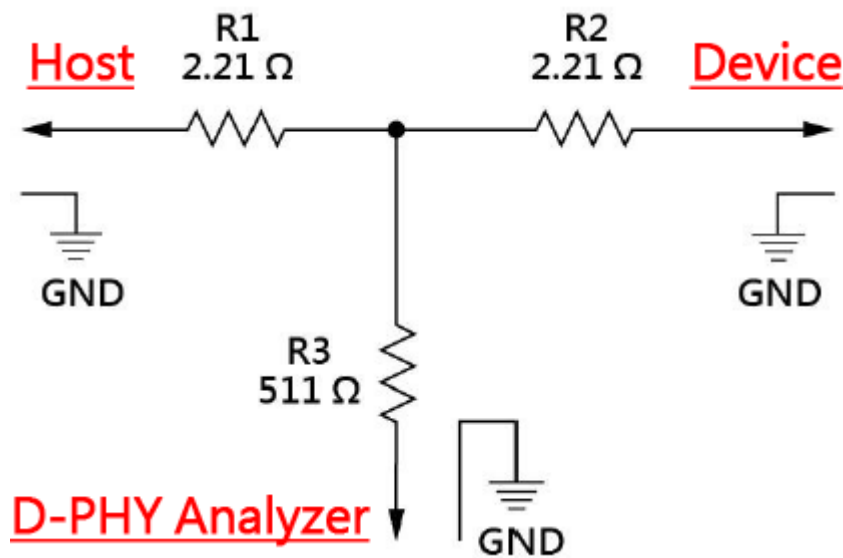 R1
2.21 Ω
R2
2.21 Ω
Host
Device
GND
GND
R3
511 Ω
D-PHY Analyzer
GND